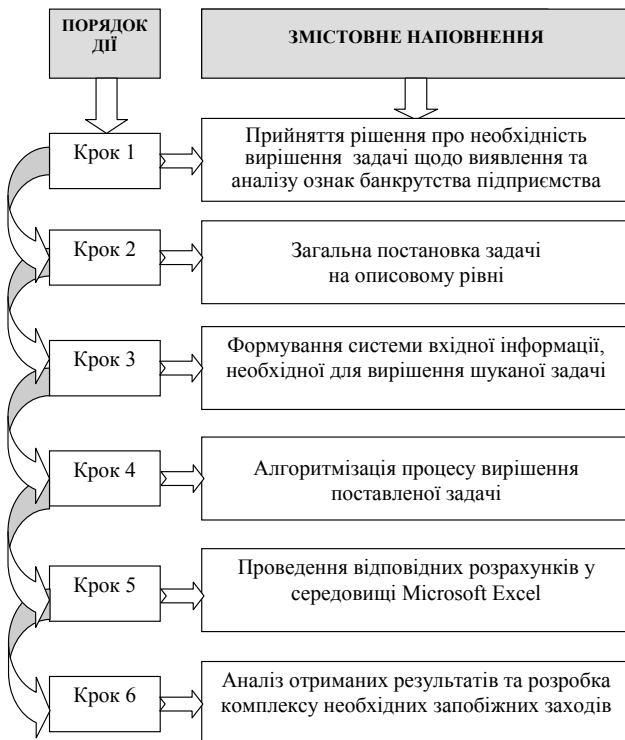 ПОРЯДОК
ДІЇ
ЗМІСТОВНЕ НАПОВНЕННЯ
Крок 1
Прийняття рішення про необхідність
вирішення задачі щодо виявлення та
аналізу ознак банкрутства підприємства
Крок 2
Загальна постановка задачі
на описовому рівні
Крок 3
Формування системи вхідної інформації,
необхідної для вирішення шуканої задачі
Крок 4
Алгоритмізація процесу вирішення
поставленої задачі
Крок 5
Проведення відповідних розрахунків у
середовищі Microsoft Excel
Крок 6
Аналіз отриманих результатів та розробка
комплексу необхідних запобіжних заходів